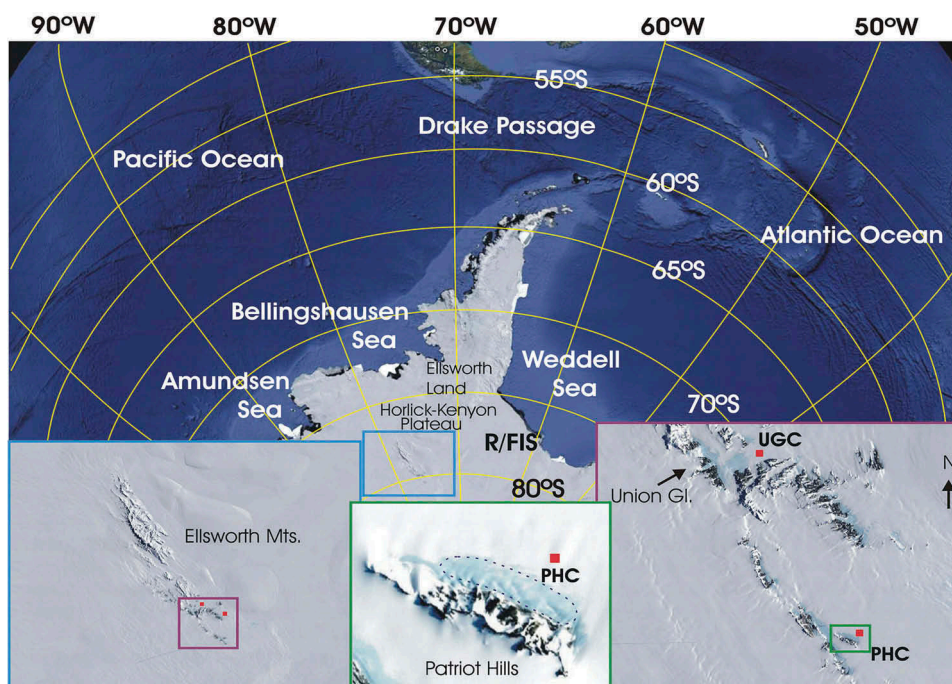 90°W
80°W
70°W
60°W
50°W
55°S
Drake Passage
Pacific Ocean
60°S
Atlantic Ocean
65°S
Bellingshausen
Sea
Ellsworth
Land
Weddell
Sea
Amundsen
Sea
Horlick-Kenyon
Plateau
70°S
R/FIS
80°S
UGC
Union Gl.
N
Ellsworth Mts.
PHC
Patriot Hills
PHC